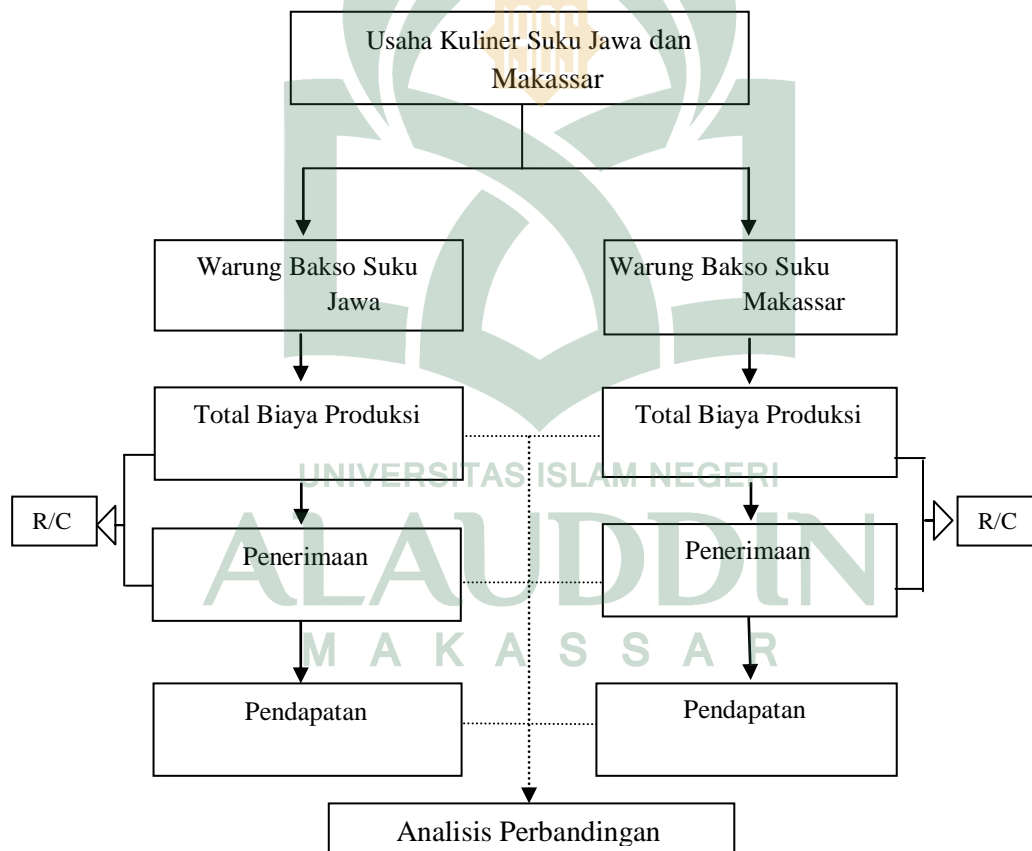 Usaha Kuliner Suku Jawa dan
Makassar
Warung Bakso Suku
Jawa
Warung Bakso Suku
Makassar
Total Biaya Produksi
Total Biaya Produksi
UNIVERSITAS ISLAM NEGERI
R/C
R/C
Penerimaan
Penerimaan
ALAUDDIN
MAKASSAR
Pendapatan
Pendapatan
Analisis Perbandingan